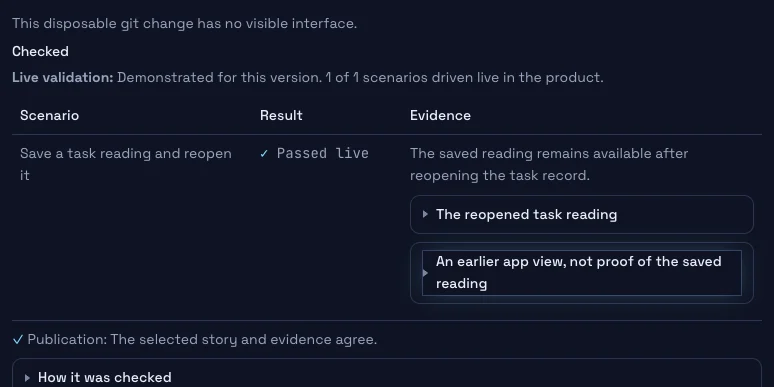 This disposable git change has no visible interface.
Checked
Live validation: Demonstrated for this version. 1 of 1 scenarios driven live in the product.
Scenario Result Evidence
Save a task reading and reopen it
✓ Passed live
The saved reading remains available after
reopening the task record.
The reopened task reading
An earlier app view, not proof of the saved
reading
✓ Publication: The selected story and evidence agree.
How it was checked